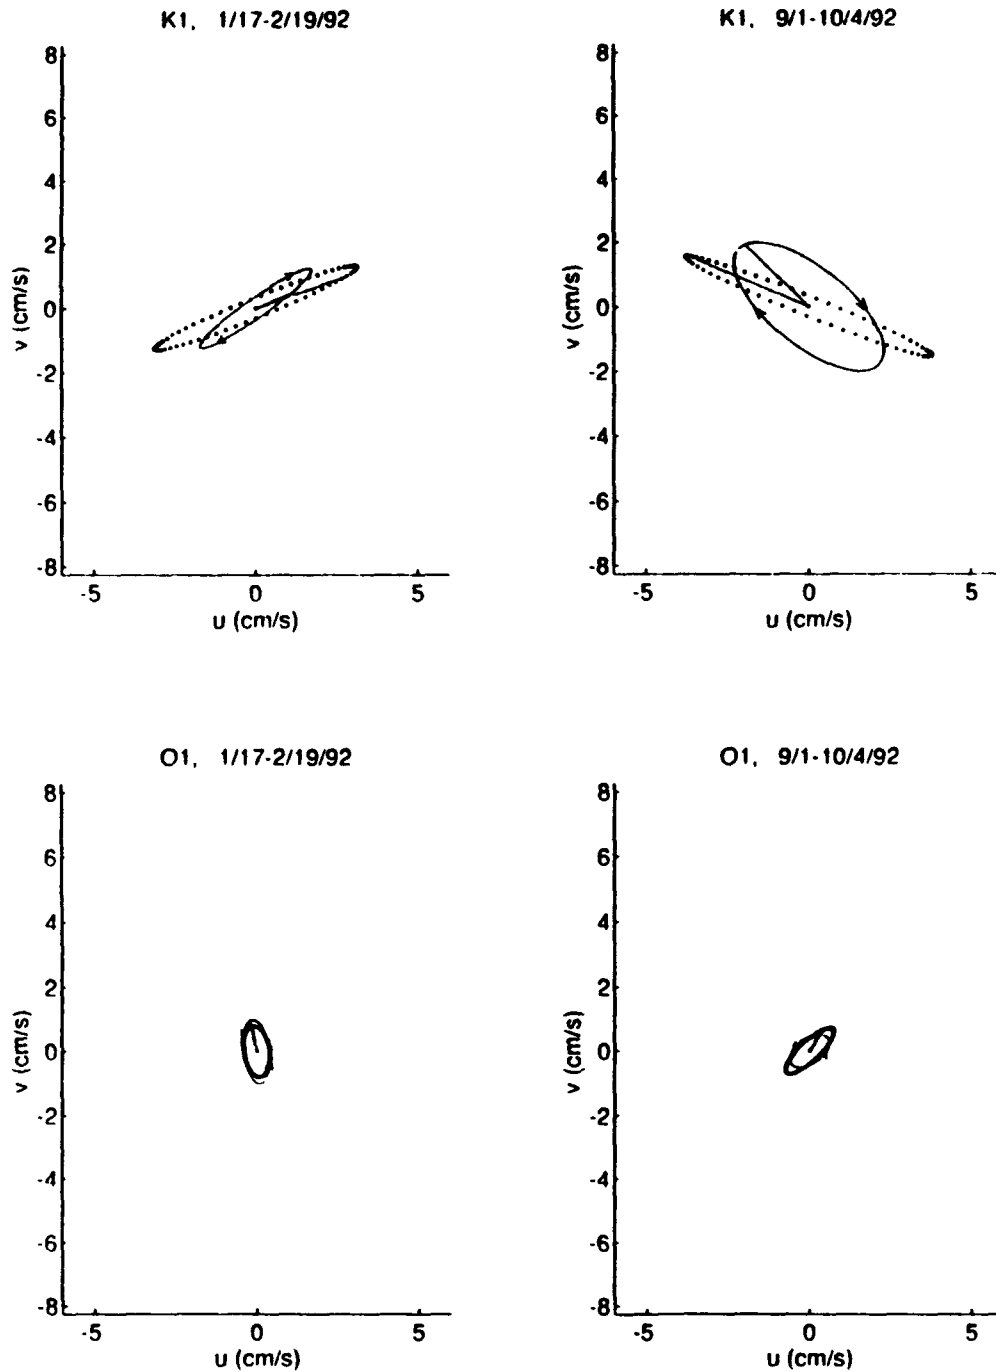 K1, 1/17-2/19/92
8
6
4
2
0
-2
-4
-6
-8
v (cm/s)
-5 0 5
u (cm/s)
K1, 9/1-10/4/92
8
6
4
2
0
-2
-4
-6
-8
v (cm/s)
-5 0 5
u (cm/s)
O1, 1/17-2/19/92
8
6
4
2
0
-2
-4
-6
-8
v (cm/s)
-5 0 5
u (cm/s)
O1, 9/1-10/4/92
8
6
4
2
0
-2
-4
-6
-8
v (cm/s)
-5 0 5
u (cm/s)